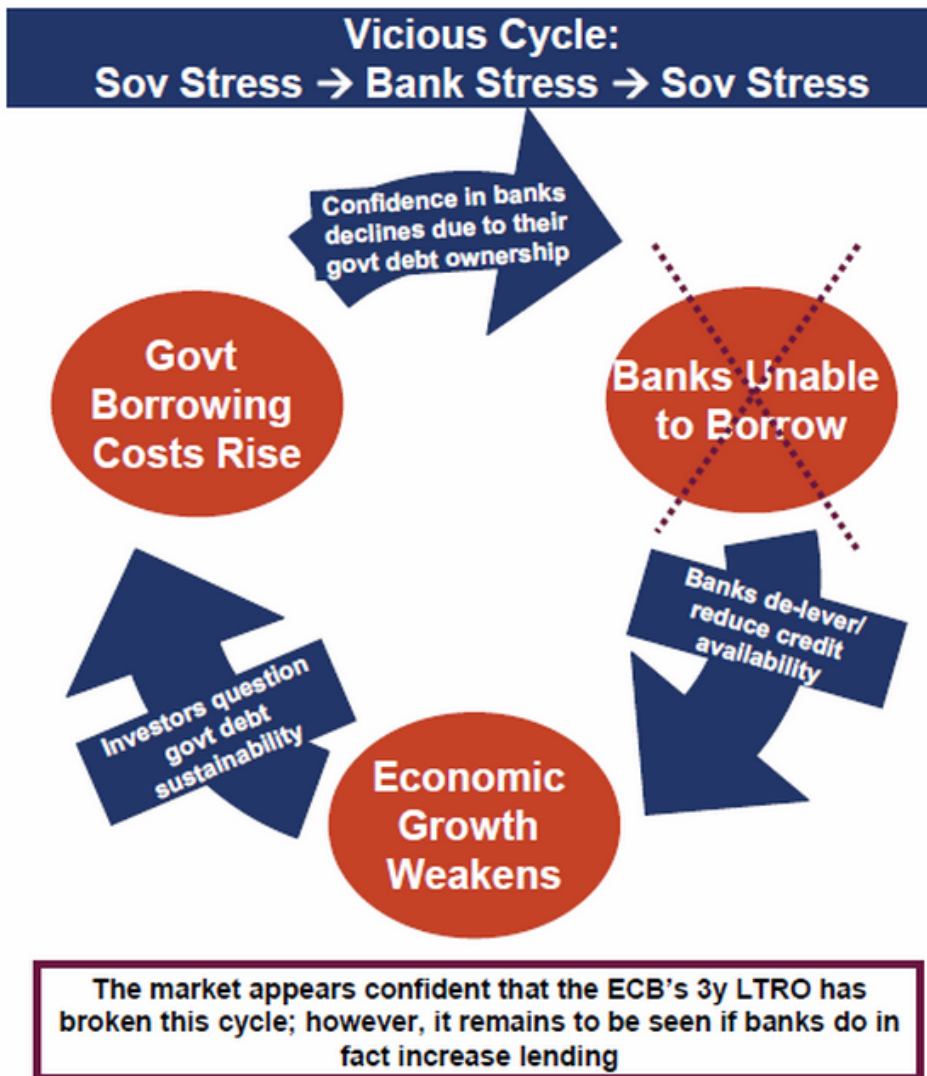 Vicious Cycle:
Sov Stress → Bank Stress → Sov Stress
Confidence in banks
declines due to their
govt debt ownership
Govt
Borrowing
Costs Rise
Banks Unable
to Borrow
Banks de-lever/
reduce credit
availability
Investors question
govt debt
sustainability
Economic
Growth
Weakens
The market appears confident that the ECB's 3y LTRO has
broken this cycle; however, it remains to be seen if banks do in
fact increase lending